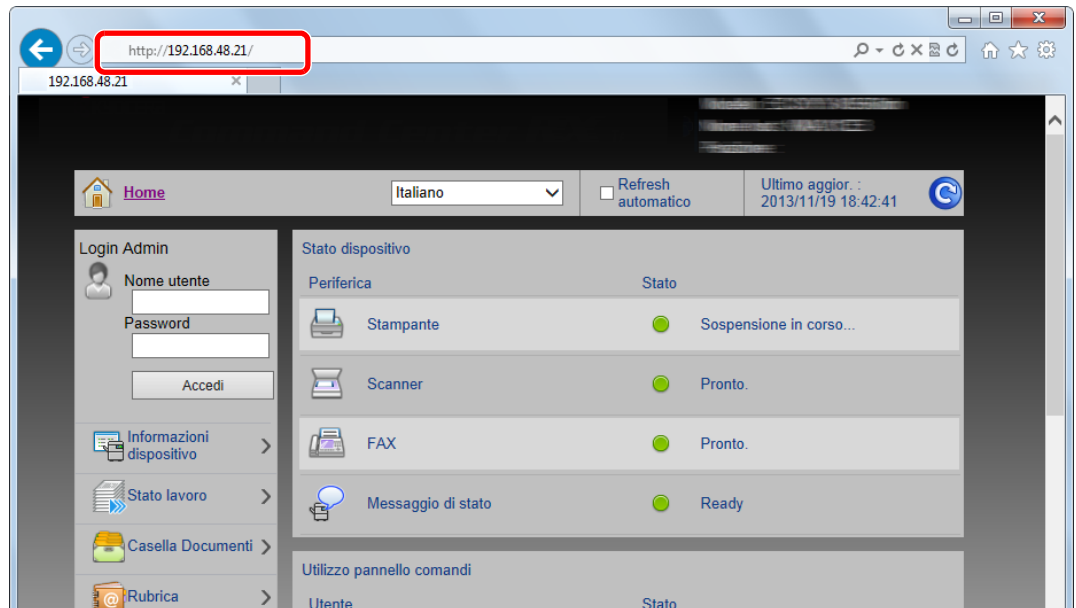 http://192.168.48.21/
192.168.48.21
Home
Italiano
Refresh
automatico
Ultimo aggior. :
2013/11/19 18:42:41
Login Admin
Nome utente
Password
Accedi
Informazioni
dispositivo
Stato lavoro
Casella Documenti
Rubrica
Stato dispositivo
Periferica
Stato
Stampante
Sospensione in corso...
Scanner
Pronto.
FAX
Pronto.
Messaggio di stato
Ready
Utilizzo pannello comandi
Utente
Stato